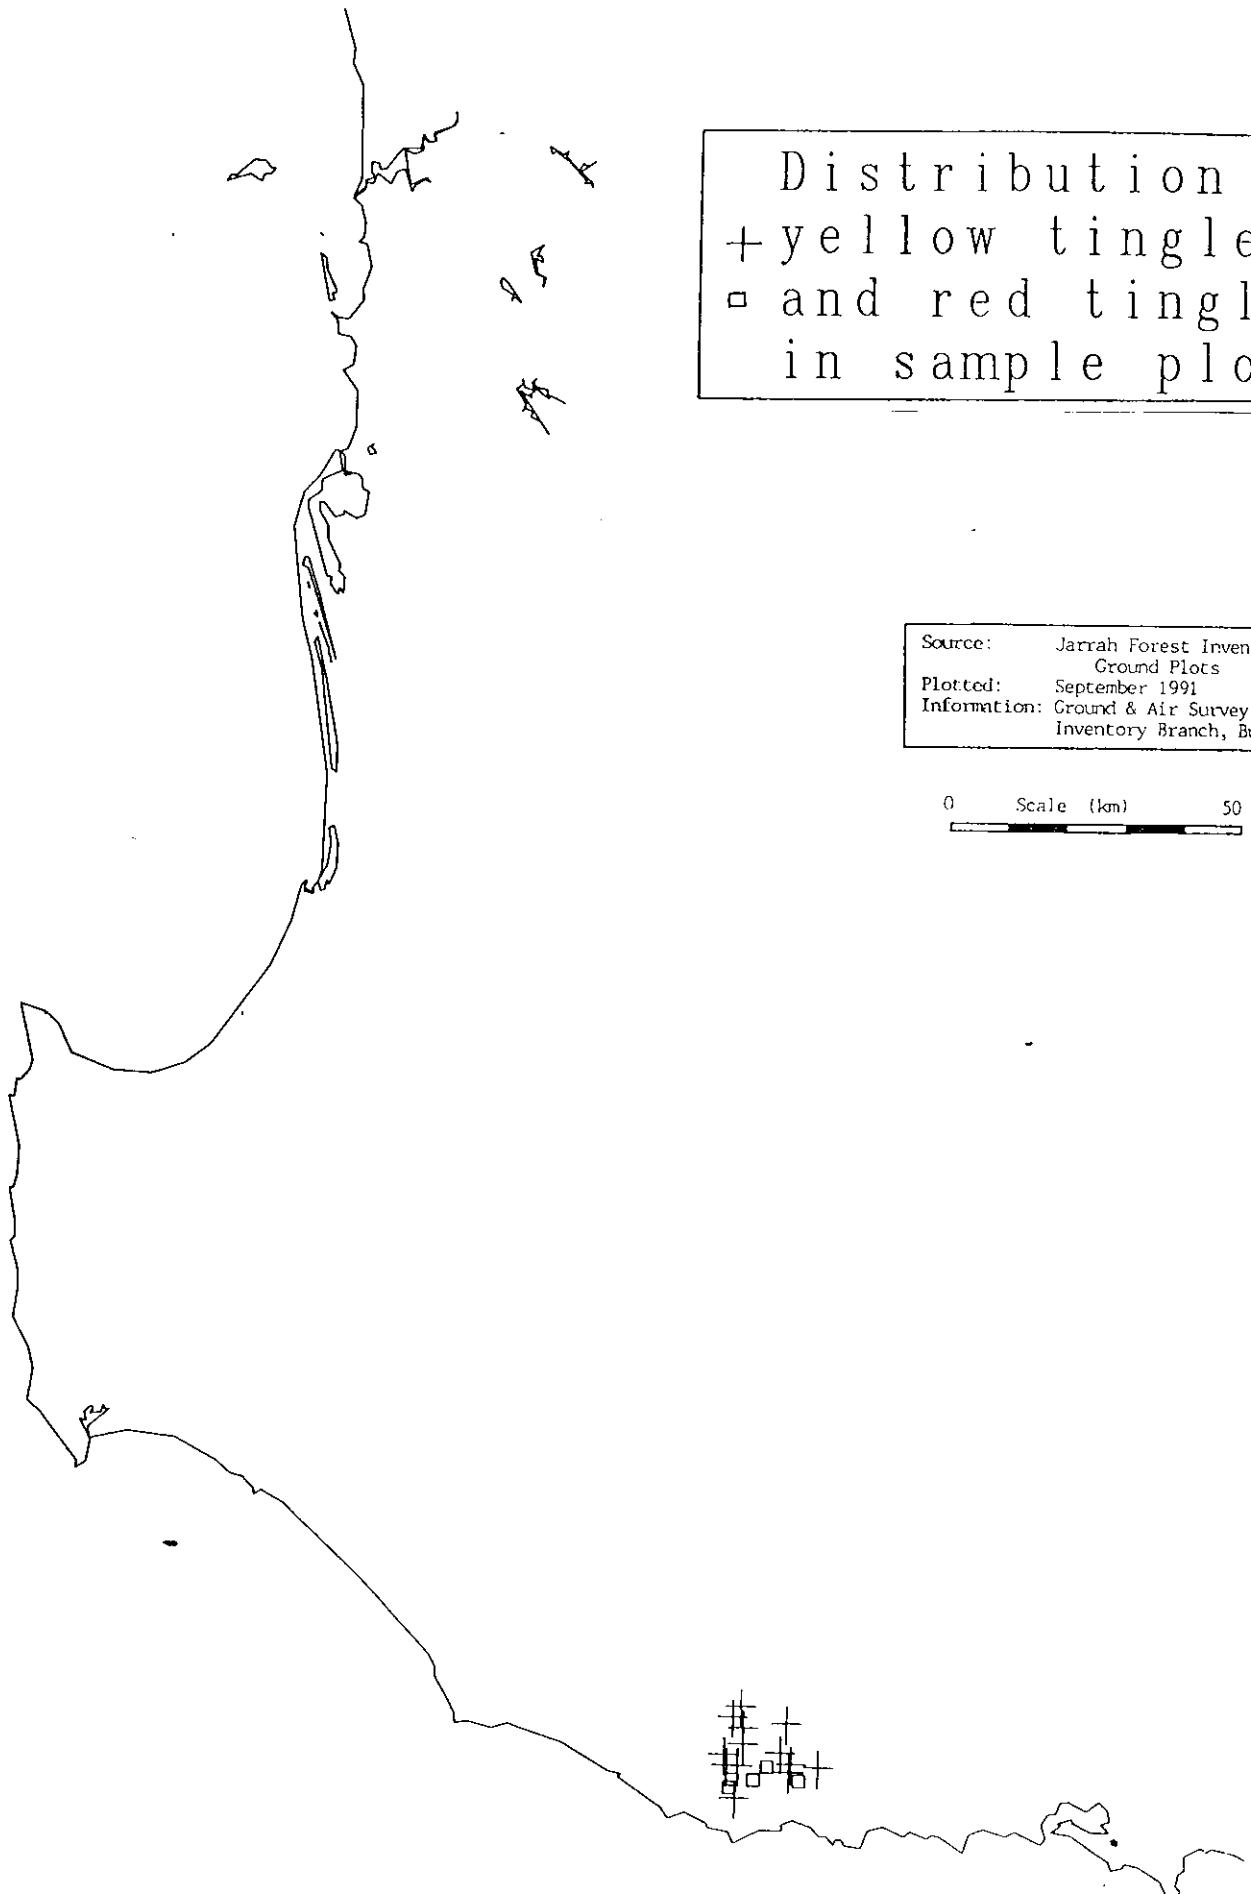 Distribution
+ yellow tingle
□ and red tingl
in sample plo
Source: Jarrah Forest Inven
Ground Plots
Plotted: September 1991
Information: Ground & Air Survey
Inventory Branch, Bu
0 Scale (km) 50